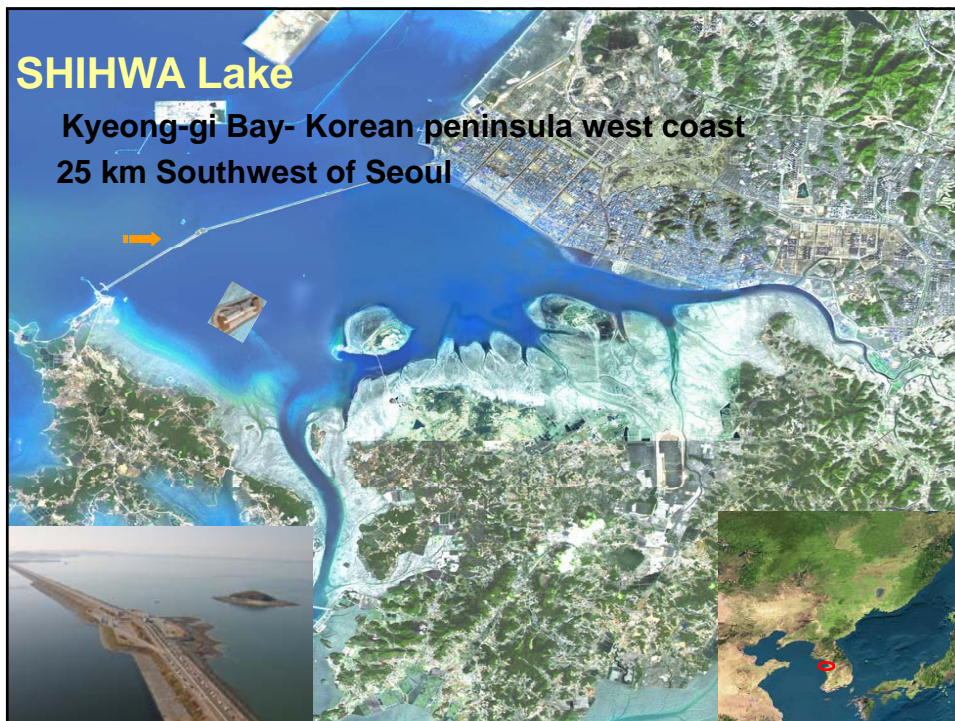 SHIHWA Lake
Kyeong-gi Bay- Korean peninsula west coast
25 km Southwest of Seoul